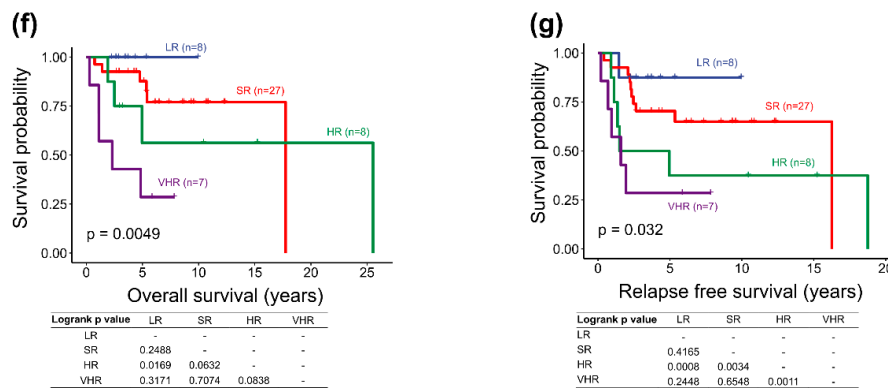 (f)
LR (n=8)
SR (n=27)
HR (n=8)
VHR (n=7)
p = 0.0049
Survival probability
1.00
0.75
0.50
0.25
0.00
0 5 10 15 20 25
Overall survival (years)
Logrank p value LR SR HR VHR
LR - - - -
SR 0.2488 - - -
HR 0.0169 0.0632 - -
VHR 0.3171 0.7074 0.0838 -
(g)
LR (n=8)
SR (n=27)
HR (n=8)
VHR (n=7)
p = 0.032
Survival probability
1.00
0.75
0.50
0.25
0.00
0 5 10 15 20
Relapse free survival (years)
Logrank p value LR SR HR VHR
LR - - - -
SR 0.4165 - - -
HR 0.0008 0.0034 - -
VHR 0.2448 0.6548 0.0011 -